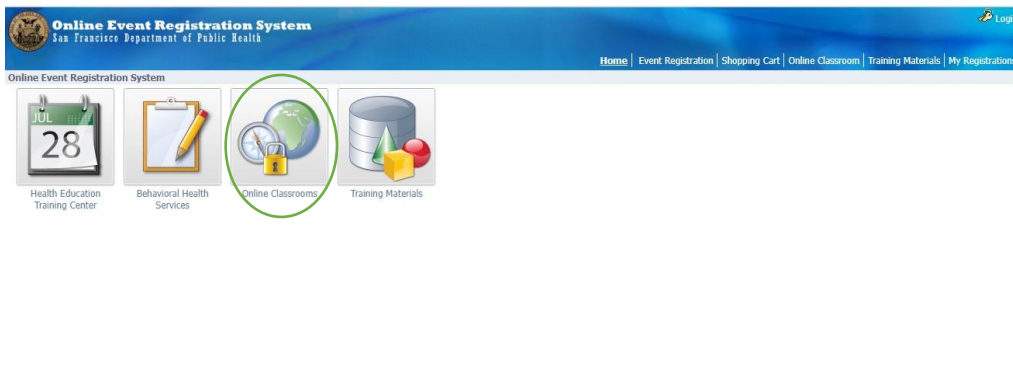 Online Event Registration System
San Francisco Department of Public Health
Login
Home | Event Registration | Shopping Cart | Online Classroom | Training Materials | My Registrations
Online Event Registration System
JUL
28
Health Education
Training Center
Behavioral Health
Services
Online Classrooms
Training Materials